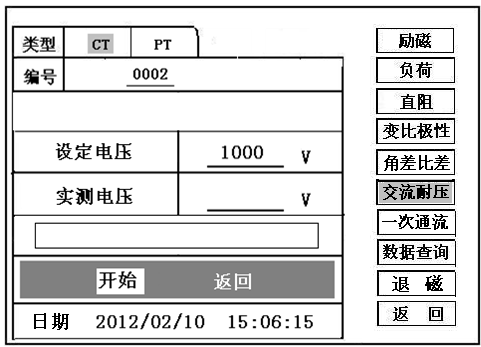 类型 CT PT
编号 0002
设定电压 1000 V
实测电压 V
开始 返回
日期 2012/02/10 15:06:15
励磁
负荷
直阻
变比极性
角差比差
交流耐压
一次通流
数据查询
退 磁
返 回